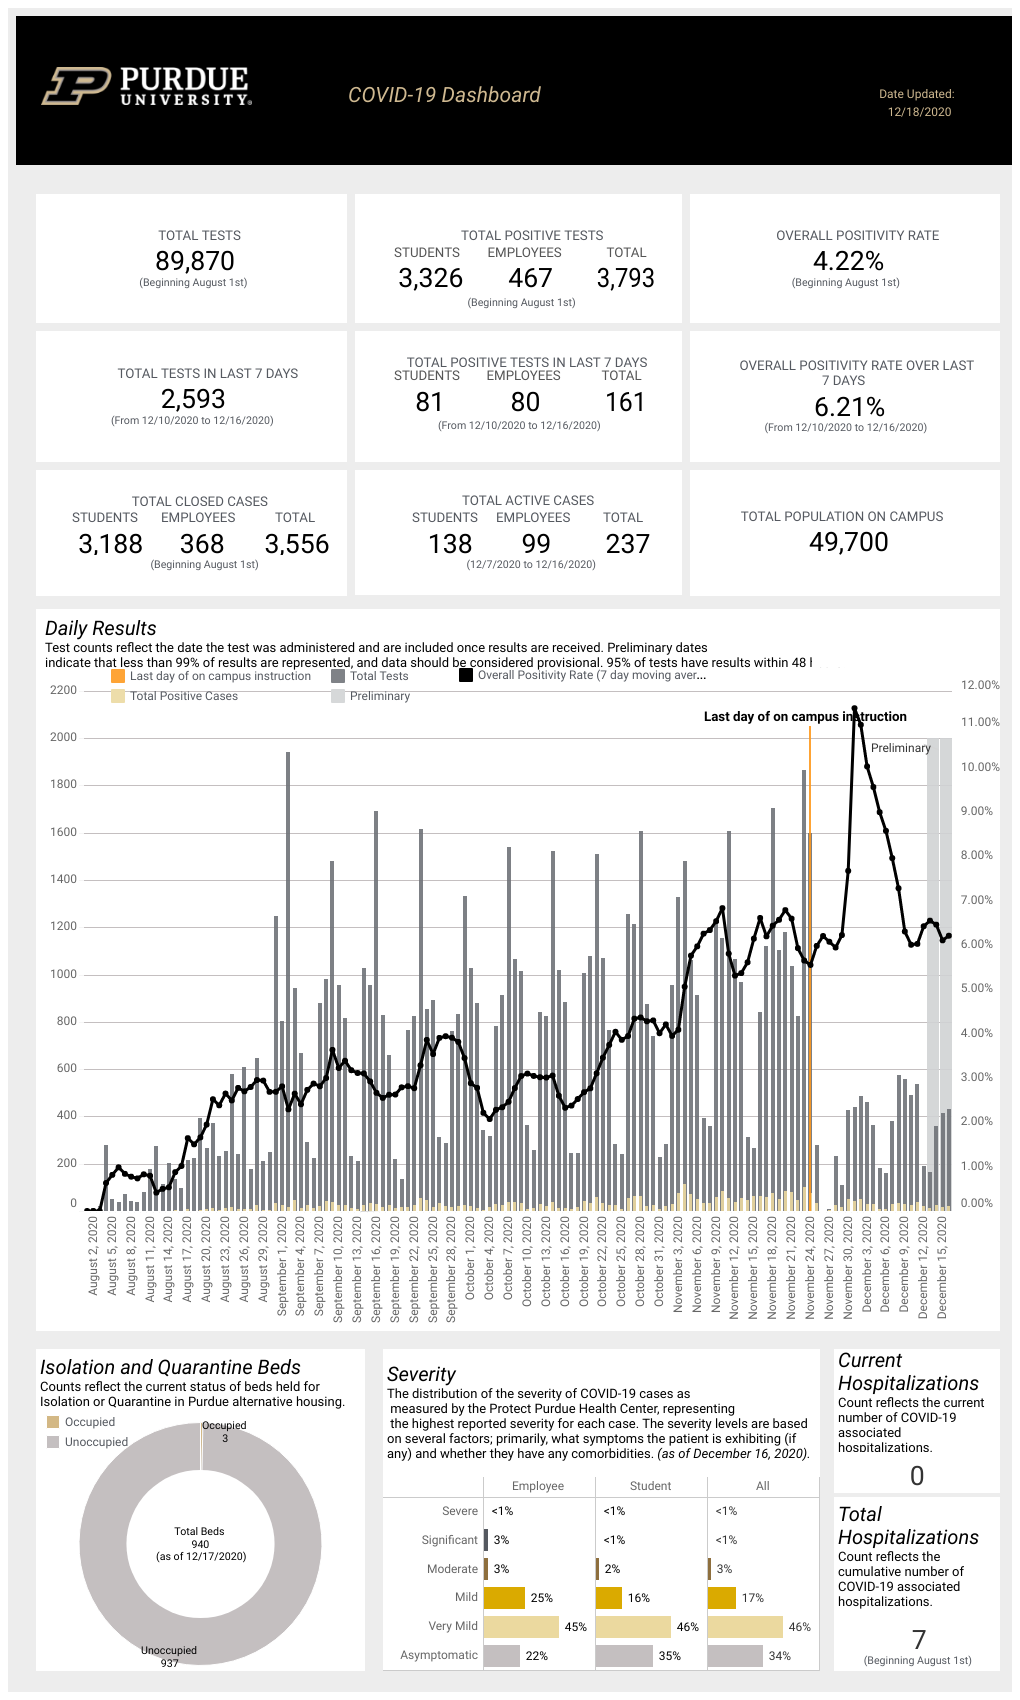 PURDUE
UNIVERSITY®
COVID-19 Dashboard
Date Updated:
12/18/2020
TOTAL TESTS
89,870
(Beginning August 1st)
TOTAL POSITIVE TESTS
STUDENTS EMPLOYEES TOTAL
3,326 467 3,793
(Beginning August 1st)
OVERALL POSITIVITY RATE
4.22%
(Beginning August 1st)
TOTAL TESTS IN LAST 7 DAYS
2,593
(From 12/10/2020 to 12/16/2020)
TOTAL POSITIVE TESTS IN LAST 7 DAYS
STUDENTS EMPLOYEES TOTAL
81 80 161
(From 12/10/2020 to 12/16/2020)
OVERALL POSITIVITY RATE OVER LAST
7 DAYS
6.21%
(From 12/10/2020 to 12/16/2020)
TOTAL CLOSED CASES
STUDENTS EMPLOYEES TOTAL
3,188 368 3,556
(Beginning August 1st)
TOTAL ACTIVE CASES
STUDENTS EMPLOYEES TOTAL
138 99 237
(12/7/2020 to 12/16/2020)
TOTAL POPULATION ON CAMPUS
49,700
Daily Results
Test counts reflect the date the test was administered and are included once results are received. Preliminary dates
indicate that less than 99% of results are represented, and data should be considered provisional. 95% of tests have results within 48
Last day of on campus instruction Total Tests Overall Positivity Rate (7 day moving aver...
Total Positive Cases Preliminary
2200
2000
1800
1600
1400
1200
1000
800
600
400
200
0
12.00%
11.00%
10.00%
9.00%
8.00%
7.00%
6.00%
5.00%
4.00%
3.00%
2.00%
1.00%
0.00%
Last day of on campus instruction
Preliminary
August 2, 2020
August 5, 2020
August 8, 2020
August 11, 2020
August 14, 2020
August 17, 2020
August 20, 2020
August 23, 2020
August 26, 2020
August 29, 2020
September 1, 2020
September 4, 2020
September 7, 2020
September 10, 2020
September 13, 2020
September 16, 2020
September 19, 2020
September 22, 2020
September 25, 2020
September 28, 2020
October 1, 2020
October 4, 2020
October 7, 2020
October 10, 2020
October 13, 2020
October 16, 2020
October 19, 2020
October 22, 2020
October 25, 2020
October 28, 2020
October 31, 2020
November 3, 2020
November 6, 2020
November 9, 2020
November 12, 2020
November 15, 2020
November 18, 2020
November 21, 2020
November 24, 2020
November 27, 2020
November 30, 2020
December 3, 2020
December 6, 2020
December 9, 2020
December 12, 2020
December 15, 2020
Isolation and Quarantine Beds
Counts reflect the current status of beds held for
Isolation or Quarantine in Purdue alternative housing.
Occupied
Unoccupied
Occupied
3
Total Beds
940
(as of 12/17/2020)
Unoccupied
937
Severity
The distribution of the severity of COVID-19 cases as
measured by the Protect Purdue Health Center, representing
the highest reported severity for each case. The severity levels are based
on several factors; primarily, what symptoms the patient is exhibiting (if
any) and whether they have any comorbidities. (as of December 16, 2020).
Employee Student All
Severe <1% <1% <1%
Significant 3% <1% <1%
Moderate 3% 2% 3%
Mild 25% 16% 17%
Very Mild 45% 46% 46%
Asymptomatic 22% 35% 34%
Current
Hospitalizations
Count reflects the current
number of COVID-19
associated
hospitalizations.
0
Total
Hospitalizations
Count reflects the
cumulative number of
COVID-19 associated
hospitalizations.
7
(Beginning August 1st)